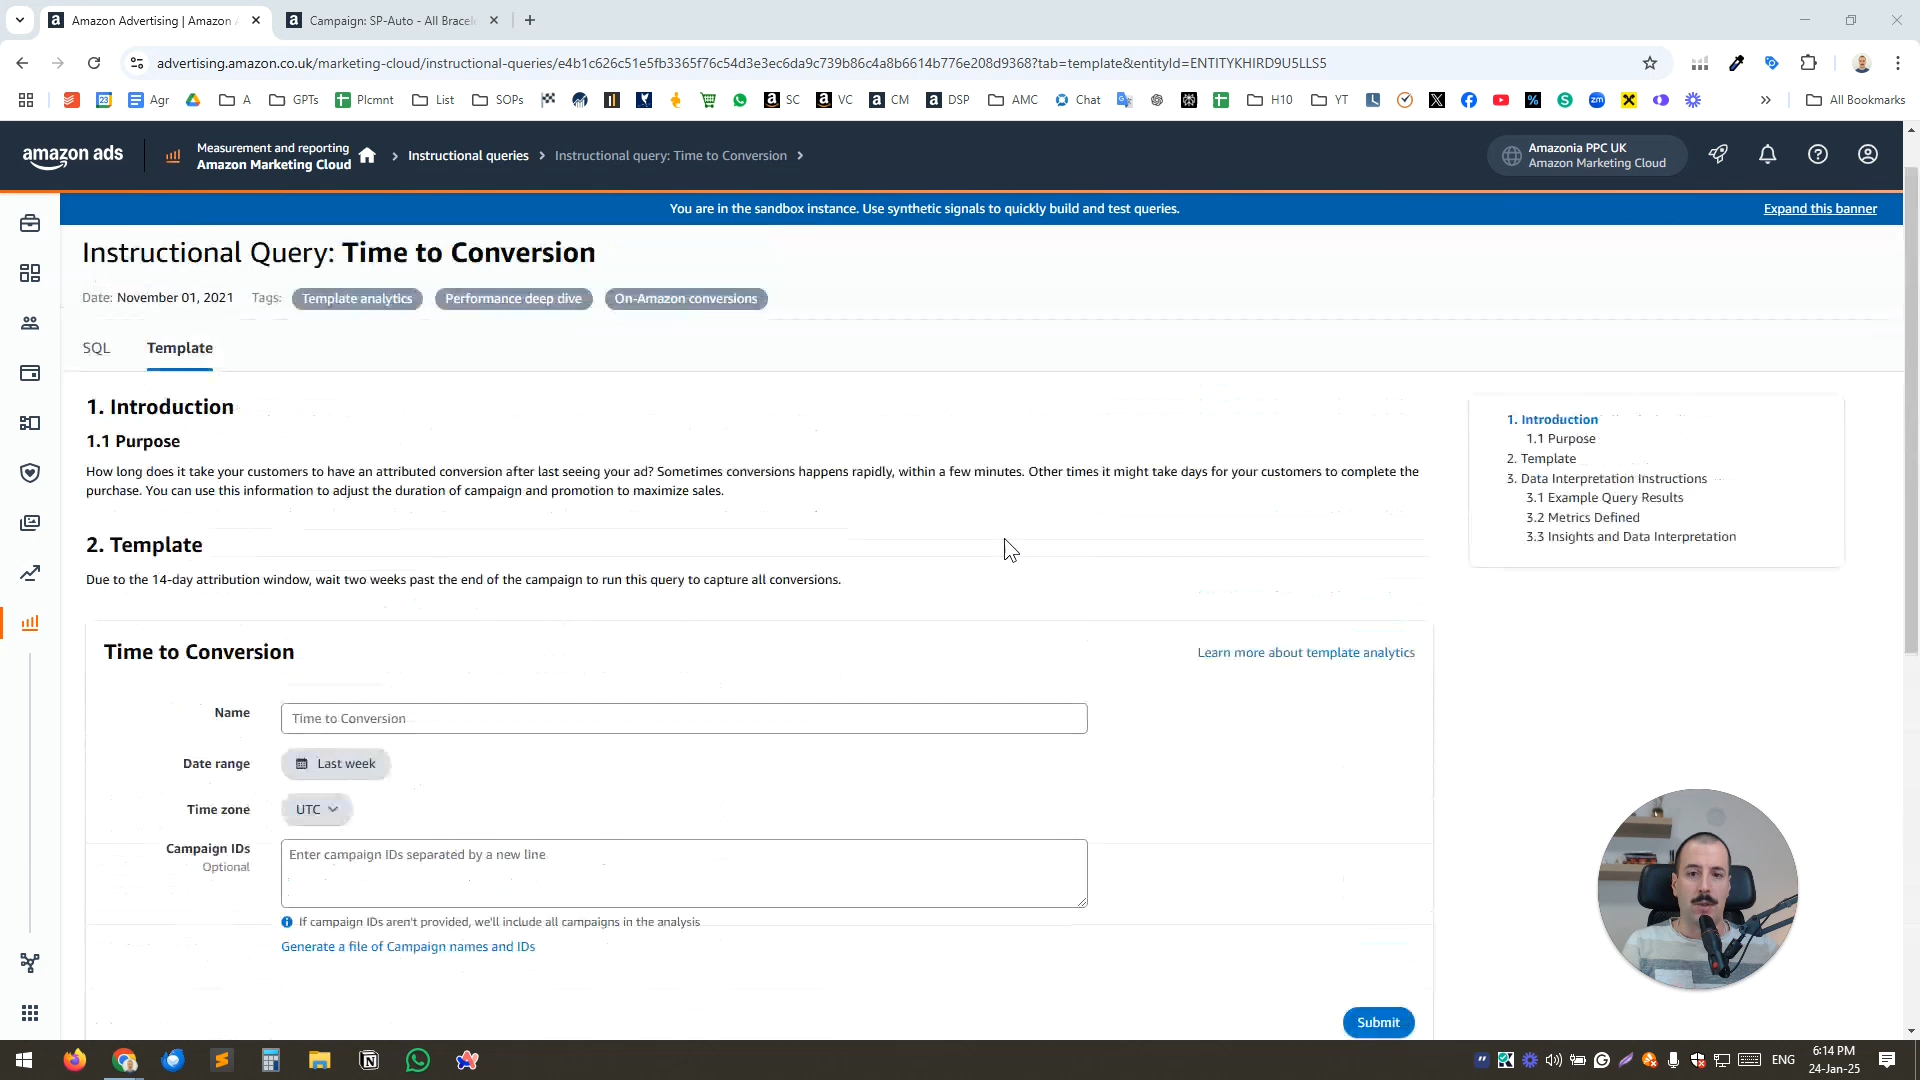 Amazon Advertising | Amazon A
Campaign: SP-Auto - All Bracel
advertising.amazon.co.uk/marketing-cloud/instructional-queries/e4b1c626c51e5fb3365f76c54d3e3ec6da9c739b86c4a8b6614b776e208d9368?tab=template&entityId=ENTITYKHIRD9U5LLS5
Agr A GPTs Plcmnt List SOPs SC VC CM DSP AMC Chat H10 YT » All Bookmarks
amazon ads
Measurement and reporting
Amazon Marketing Cloud
Instructional queries
Instructional query: Time to Conversion
Amazonia PPC UK
Amazon Marketing Cloud
You are in the sandbox instance. Use synthetic signals to quickly build and test queries.
Expand this banner
Instructional Query: Time to Conversion
Date: November 01, 2021 Tags: Template analytics Performance deep dive On-Amazon conversions
SQL Template
1. Introduction
1.1 Purpose
How long does it take your customers to have an attributed conversion after last seeing your ad? Sometimes conversions happens rapidly, within a few minutes. Other times it might take days for your customers to complete the
purchase. You can use this information to adjust the duration of campaign and promotion to maximize sales.
2. Template
Due to the 14-day attribution window, wait two weeks past the end of the campaign to run this query to capture all conversions.
1. Introduction
1.1 Purpose
2. Template
3. Data Interpretation Instructions
3.1 Example Query Results
3.2 Metrics Defined
3.3 Insights and Data Interpretation
Time to Conversion
Learn more about template analytics
Name
Time to Conversion
Date range
Last week
Time zone
UTC
Campaign IDs
Optional
Enter campaign IDs separated by a new line
If campaign IDs aren't provided, we'll include all campaigns in the analysis
Generate a file of Campaign names and IDs
Submit
ENG
6:14 PM
24-Jan-25